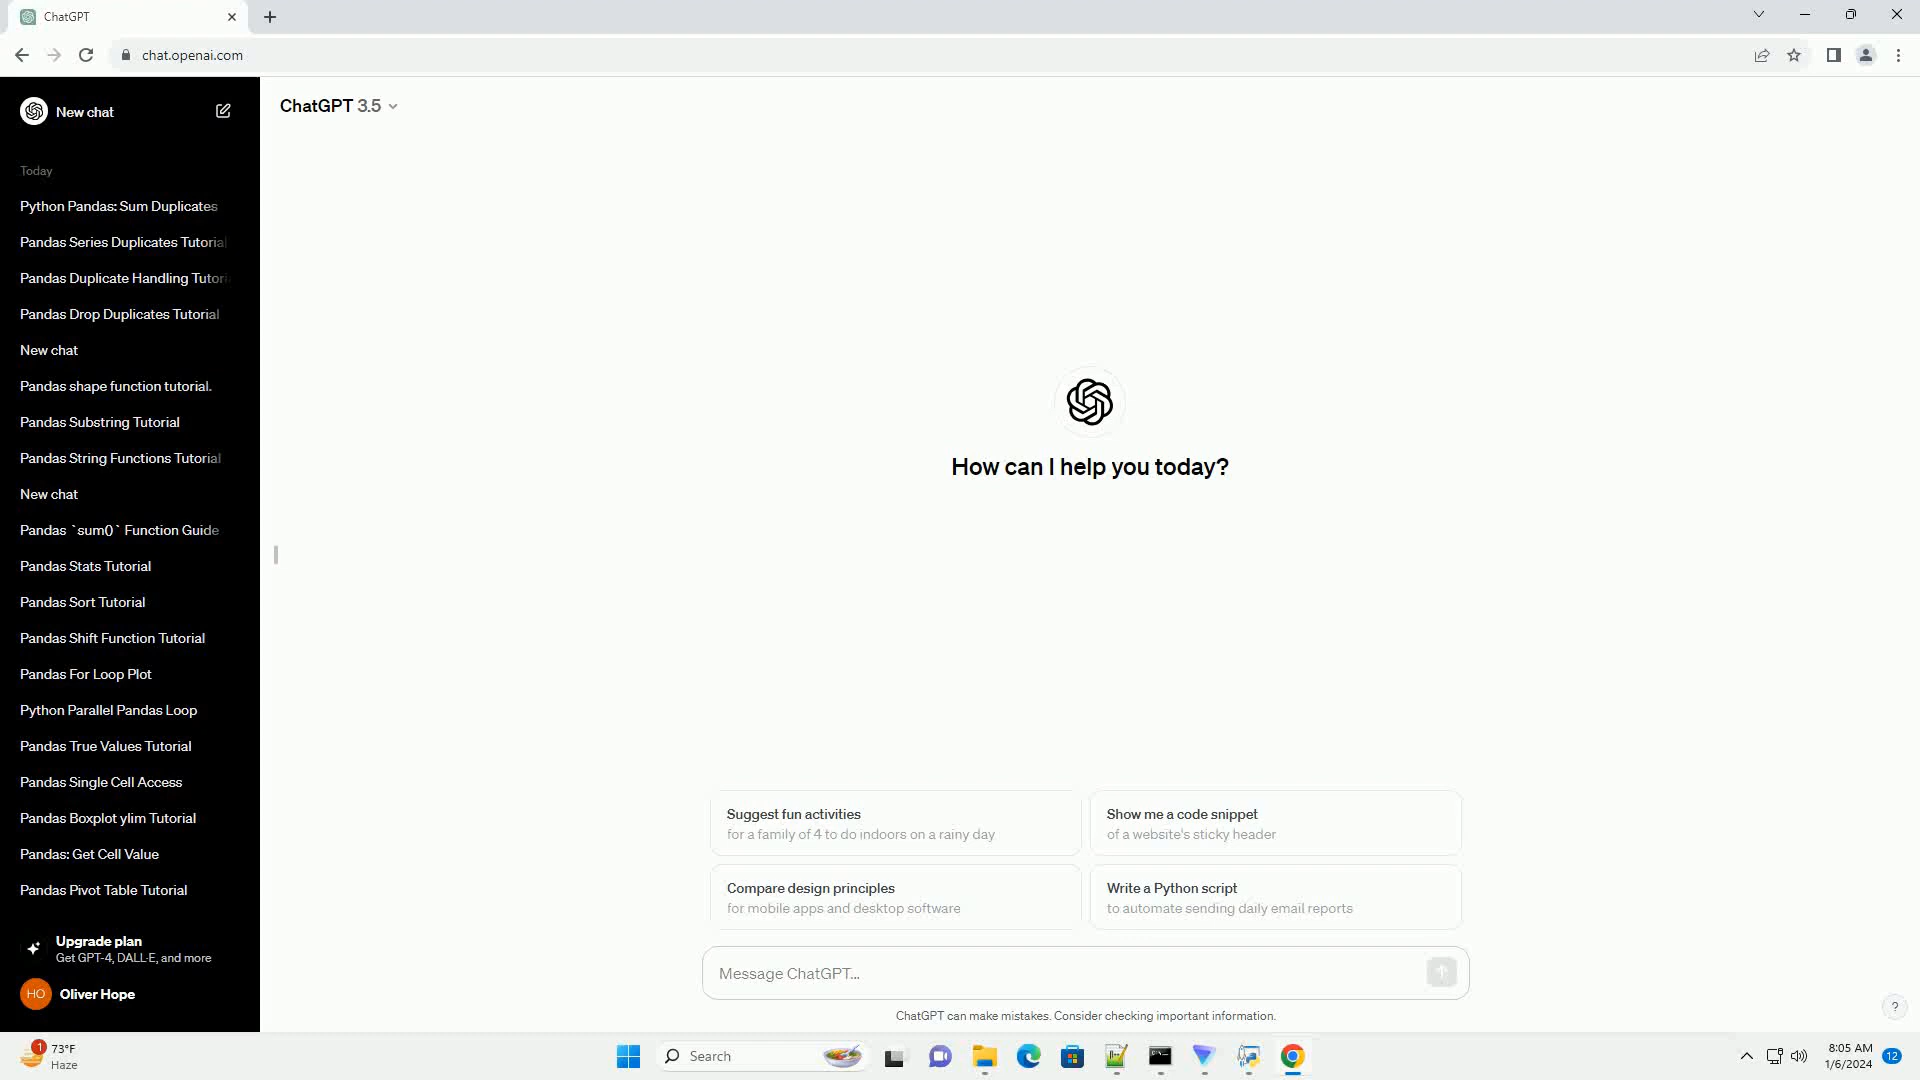 ChatGPT
chat.openai.com
New chat
ChatGPT 3.5
Today
Python Pandas: Sum Duplicates
Pandas Series Duplicates Tutorial
Pandas Duplicate Handling Tutori
Pandas Drop Duplicates Tutorial
New chat
Pandas shape function tutorial.
Pandas Substring Tutorial
Pandas String Functions Tutorial
New chat
Pandas `sum()` Function Guide
Pandas Stats Tutorial
Pandas Sort Tutorial
Pandas Shift Function Tutorial
Pandas For Loop Plot
Python Parallel Pandas Loop
Pandas True Values Tutorial
Pandas Single Cell Access
Pandas Boxplot ylim Tutorial
Pandas: Get Cell Value
Pandas Pivot Table Tutorial
Upgrade plan
Get GPT-4, DALL·E, and more
HO
Oliver Hope
How can I help you today?
Suggest fun activities
for a family of 4 to do indoors on a rainy day
Show me a code snippet
of a website's sticky header
Compare design principles
for mobile apps and desktop software
Write a Python script
to automate sending daily email reports
Message ChatGPT...
ChatGPT can make mistakes. Consider checking important information.
?
1
73°F
Haze
Search
8:05 AM
1/6/2024
12